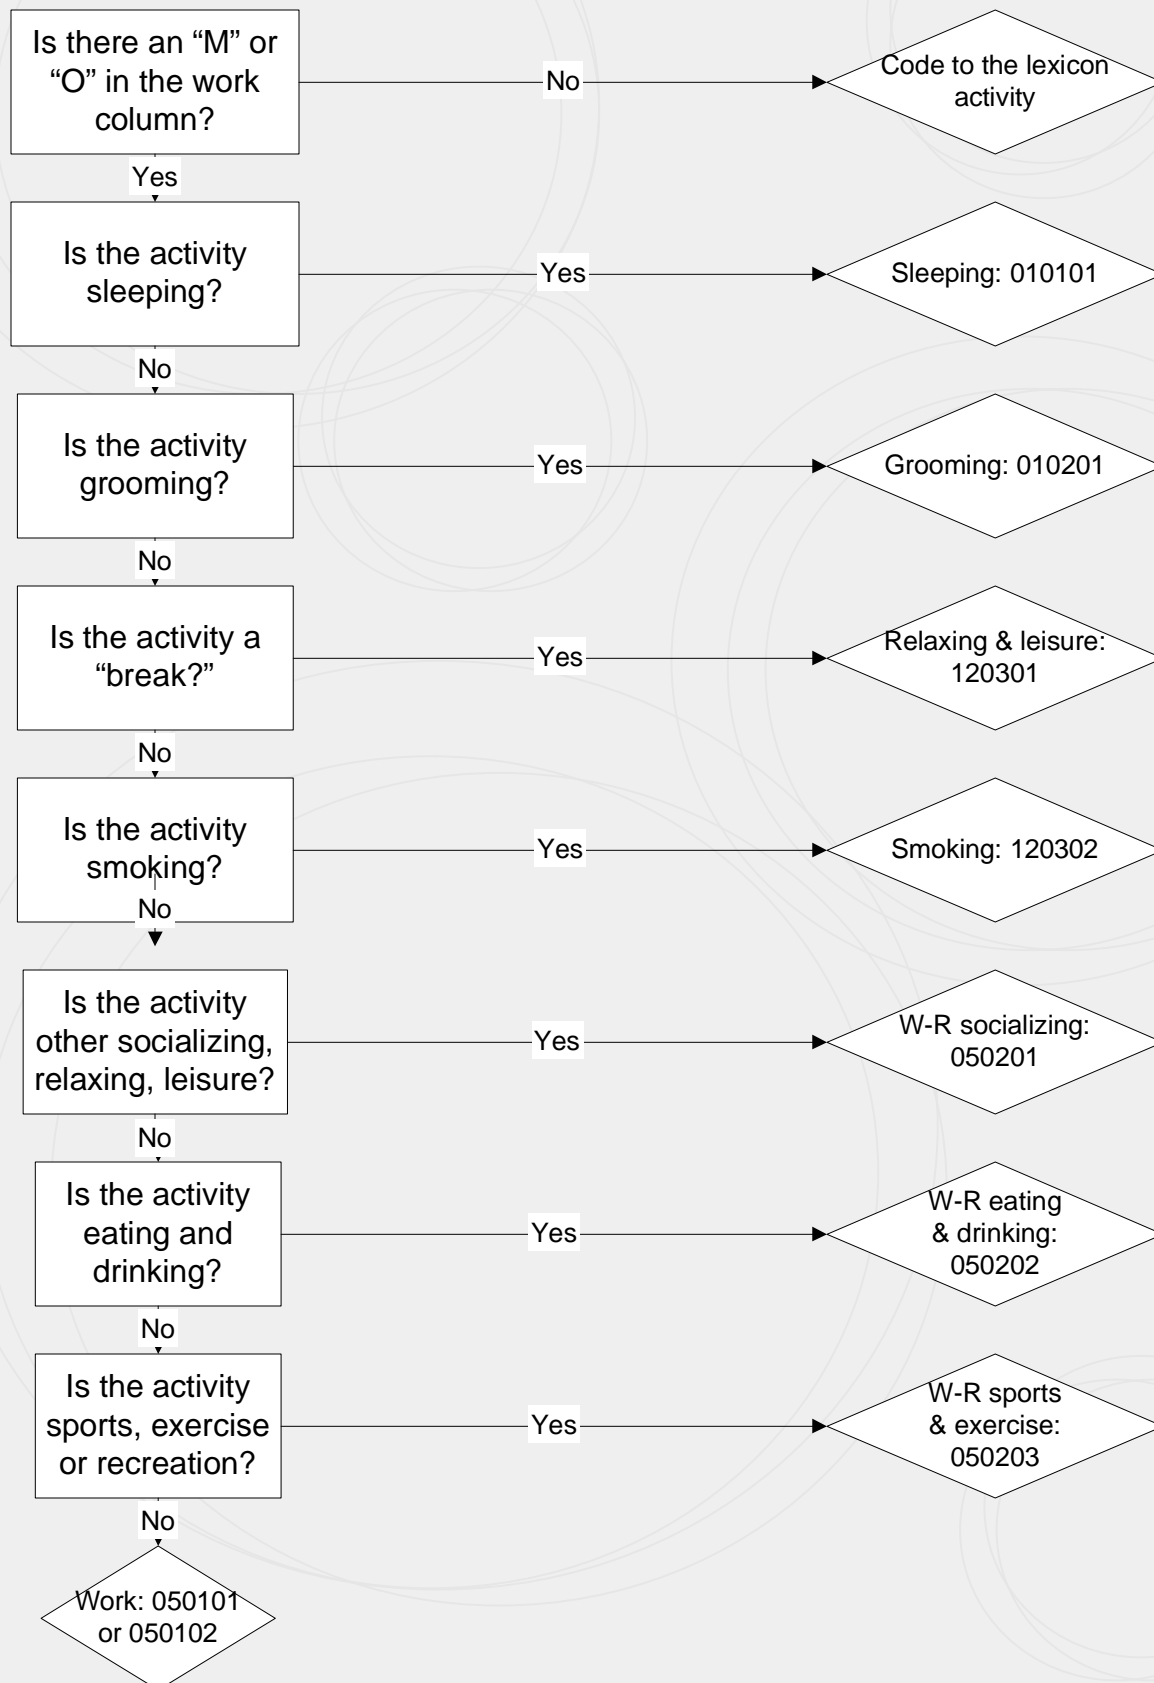 Is there an “M” or
“O” in the work
column?
No
Code to the lexicon
activity
Yes
Is the activity
sleeping?
Yes
Sleeping: 010101
No
Is the activity
grooming?
Yes
Grooming: 010201
No
Is the activity a
“break?”
Yes
Relaxing & leisure:
120301
No
Is the activity
smoking?
Yes
Smoking: 120302
No
Is the activity
other socializing,
relaxing, leisure?
Yes
W-R socializing:
050201
No
Is the activity
eating and
drinking?
Yes
W-R eating
& drinking:
050202
No
Is the activity
sports, exercise
or recreation?
Yes
W-R sports
& exercise:
050203
No
Work: 050101
or 050102